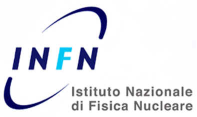 INFN
Istituto Nazionale
di Fisica Nucleare